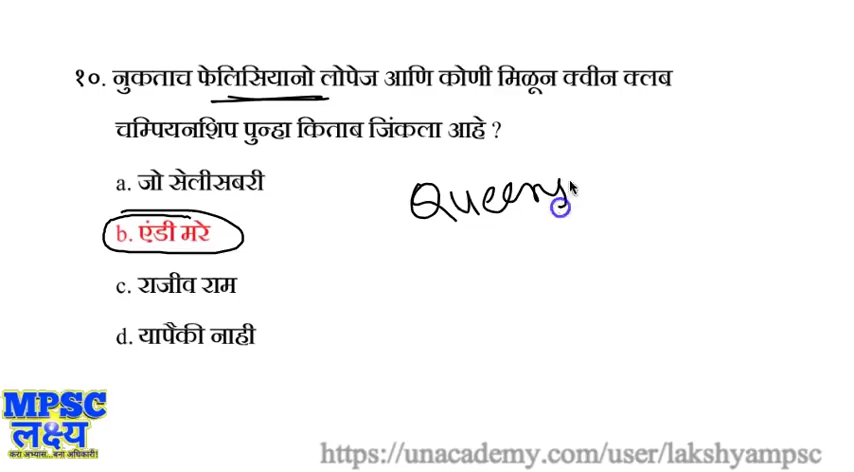 १०. नुकताच फेलिसियानो लोपेज आणि कोणी मिळून क्वीन क्लब
चम्पियनशिप पुन्हा किताब जिंकला आहे ?
a. जो सेलीसबरी
Queens
b. एंडी मरे
c. राजीव राम
d. यापैकी नाही
MPSC
लक्ष्य
करा अभ्यास...बना अधिकारी!
https://unacademy.com/user/lakshyampsc